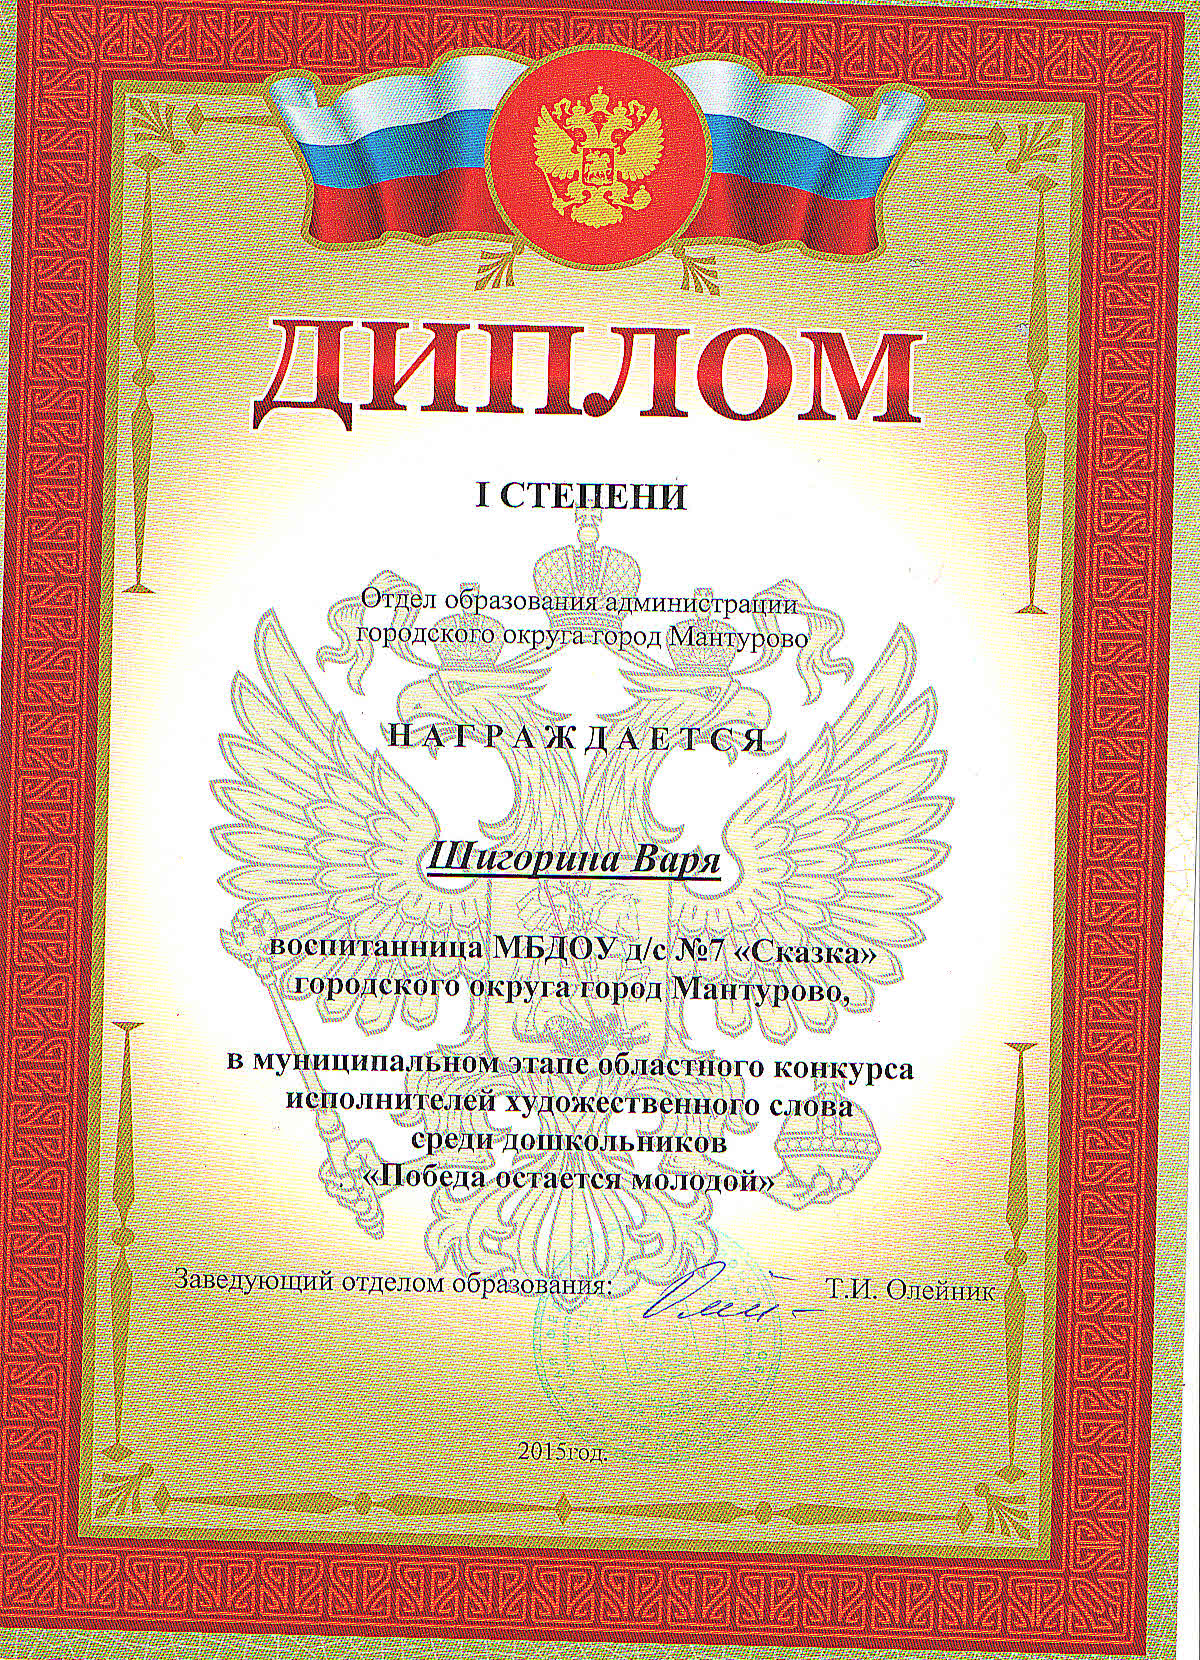 ДИПЛОМ
I СТЕПЕНИ
Отдел образования администрации
городского округа город Мантурово
НАГРАЖДАЕТСЯ
Шигорина Варя
воспитанница МБДОУ д/с №7 «Сказка»
городского округа город Мантурово,
в муниципальном этапе областного конкурса
исполнителей художественного слова
среди дошкольников
«Победа остается молодой»
Заведующий отделом образования: Т.И. Олейник
2015год.